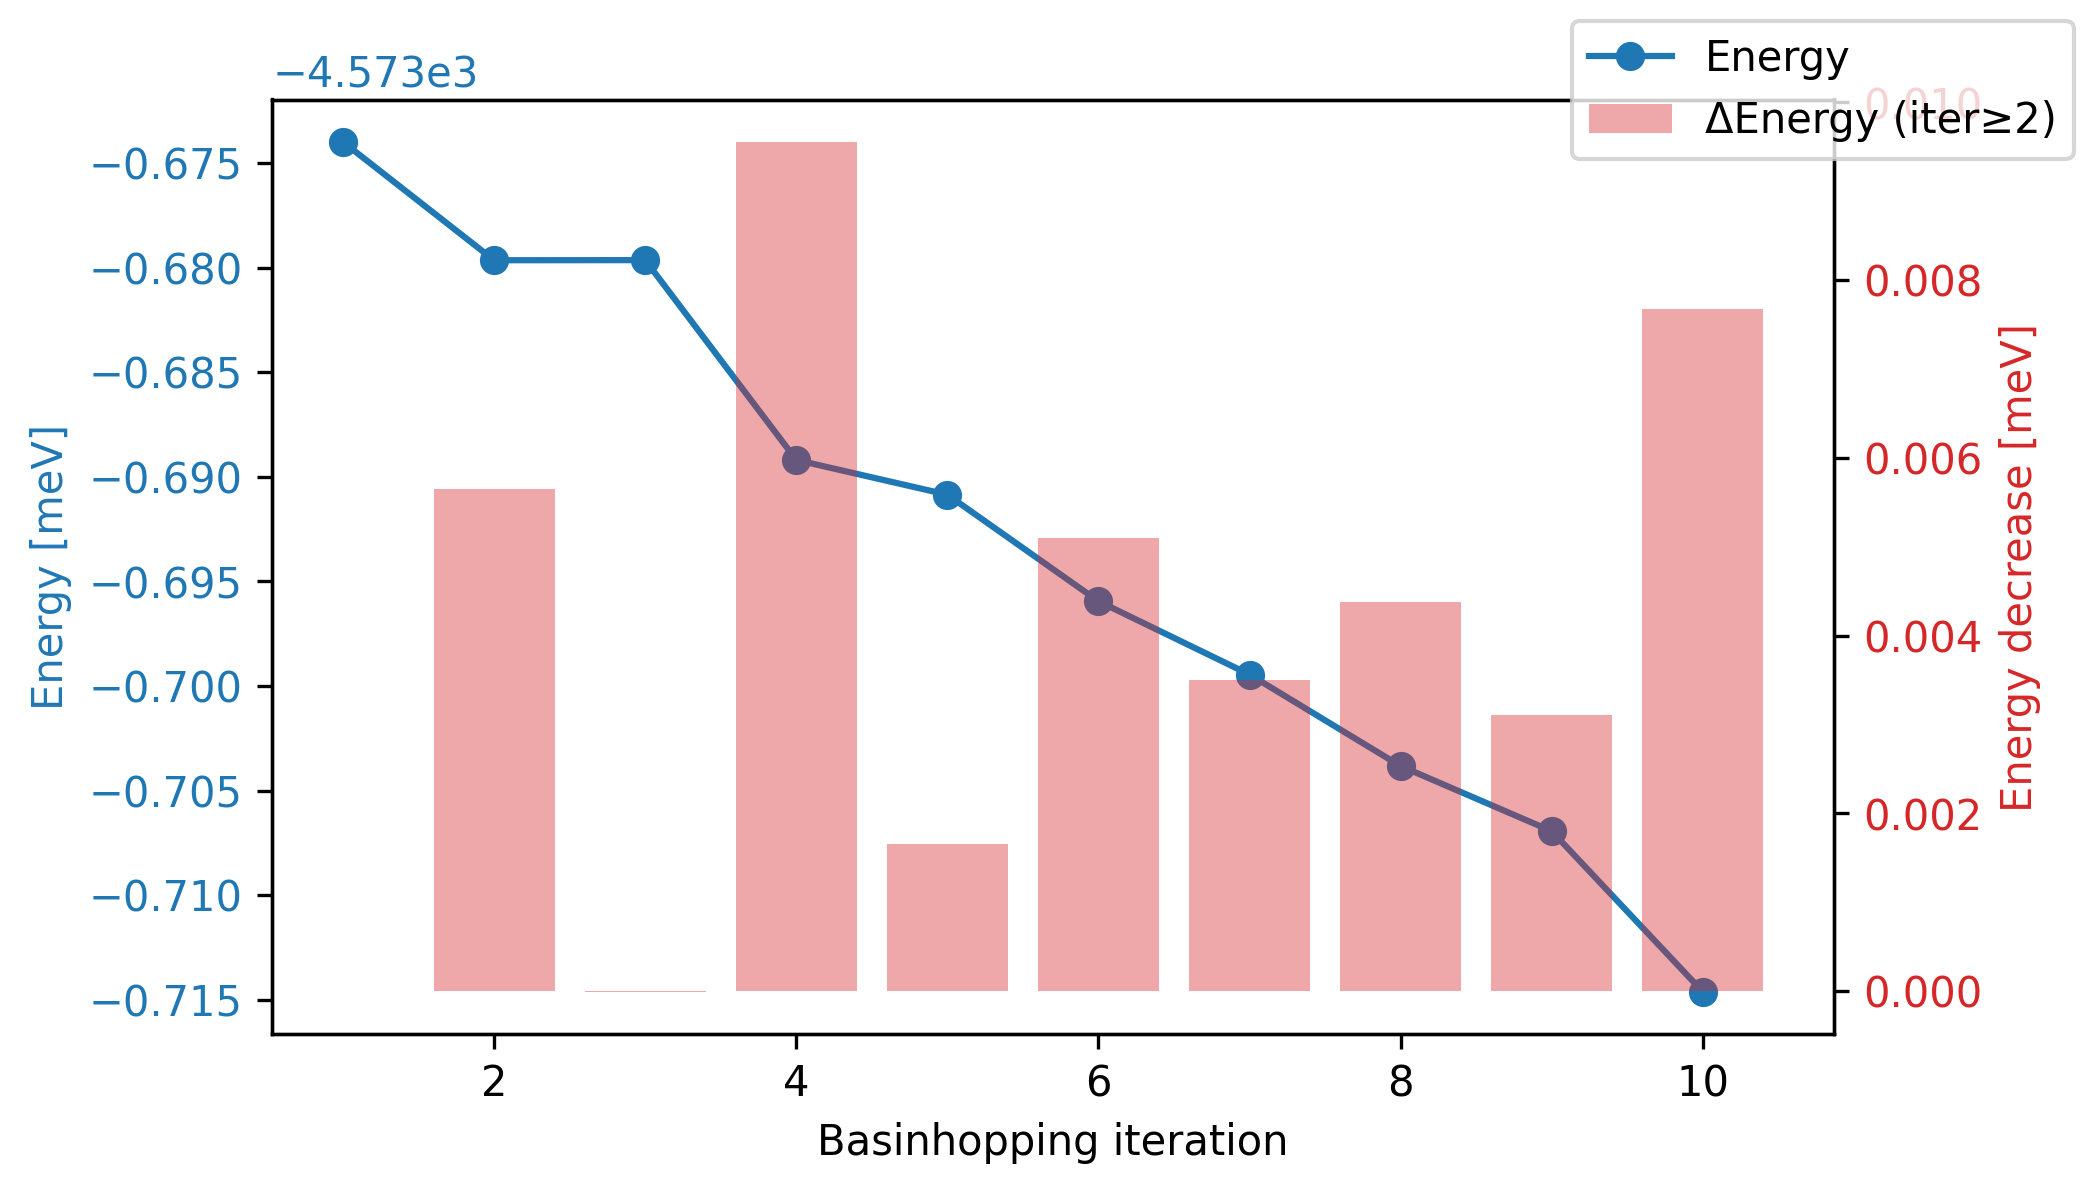 −4.573e3
Energy
ΔEnergy (iter≥2)
−0.675
−0.680
−0.685
−0.690
−0.695
−0.700
−0.705
−0.710
−0.715
Energy [meV]
0.010
0.008
0.006
0.004
0.002
0.000
Energy decrease [meV]
2 4 6 8 10
Basinhopping iteration